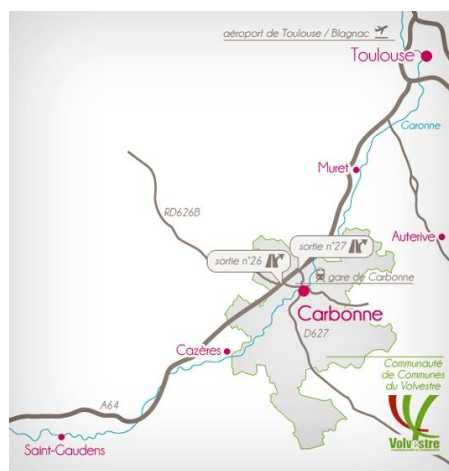 aéroport de Toulouse / Blagnac
Toulouse
Garonne
Muret
RD626B
Auterive
sortie n°26
sortie n°27
gare de Carbonne
Carbonne
D627
Cazères
Communauté
de Communes
du Volvestre
A64
Saint-Gaudens
Volvestre